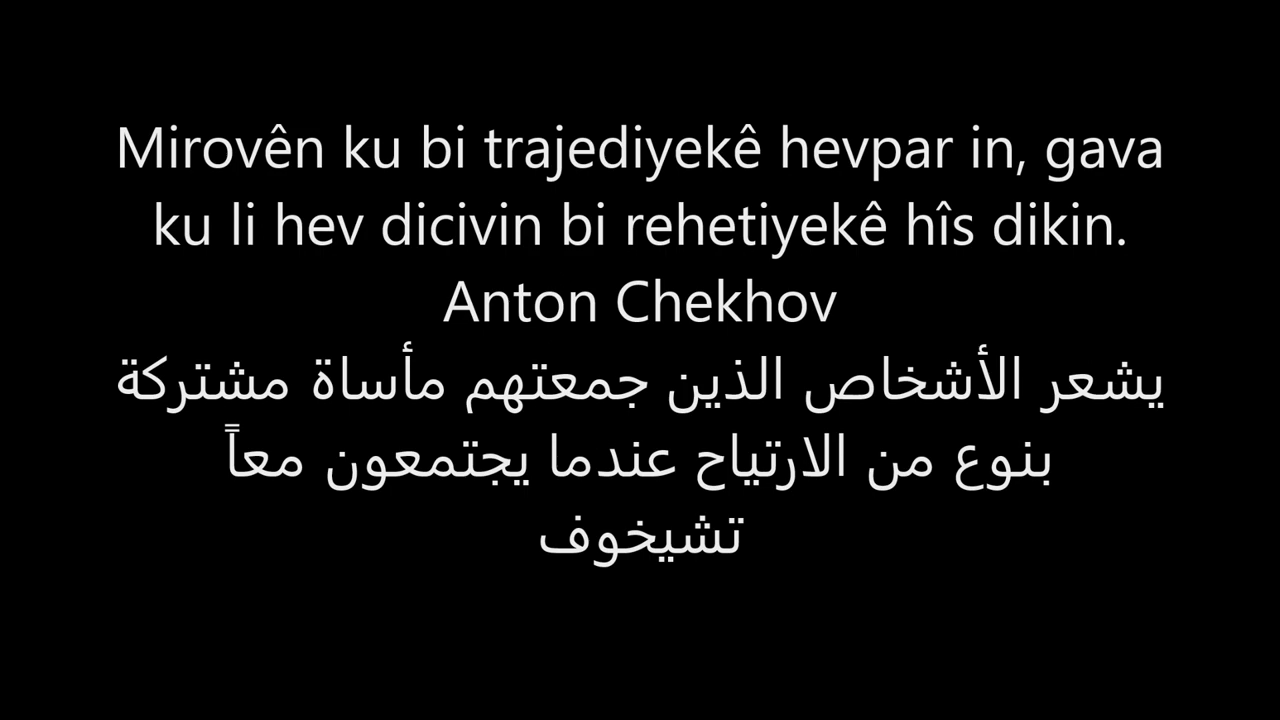 Mirovên ku bi trajediyekê hevpar in, gava
ku li hev dicivin bi rehetiyekê hîs dikin.
Anton Chekhov
يشعر الأشخاص الذين جمعتهم مأساة مشتركة
بنوع من الارتياح عندما يجتمعون معاً
تشيخوف